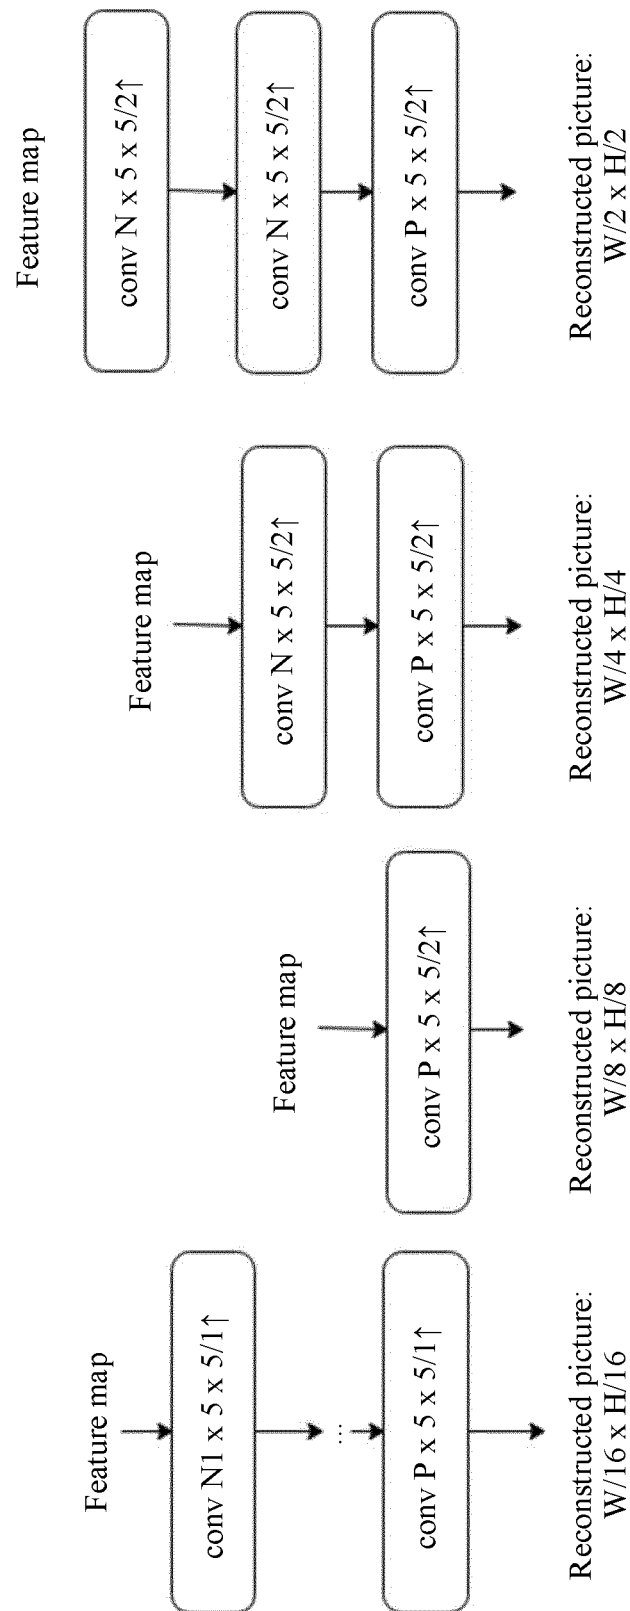 Feature map
conv N x 5 x 5/2↑
conv N x 5 x 5/2↑
conv P x 5 x 5/2↑
Reconstructed picture:
W/2 x H/2
Feature map
conv N x 5 x 5/2↑
conv P x 5 x 5/2↑
Reconstructed picture:
W/4 x H/4
Feature map
conv P x 5 x 5/2↑
Reconstructed picture:
W/8 x H/8
Feature map
conv N1 x 5 x 5/1↑
...
conv P x 5 x 5/1↑
Reconstructed picture:
W/16 x H/16